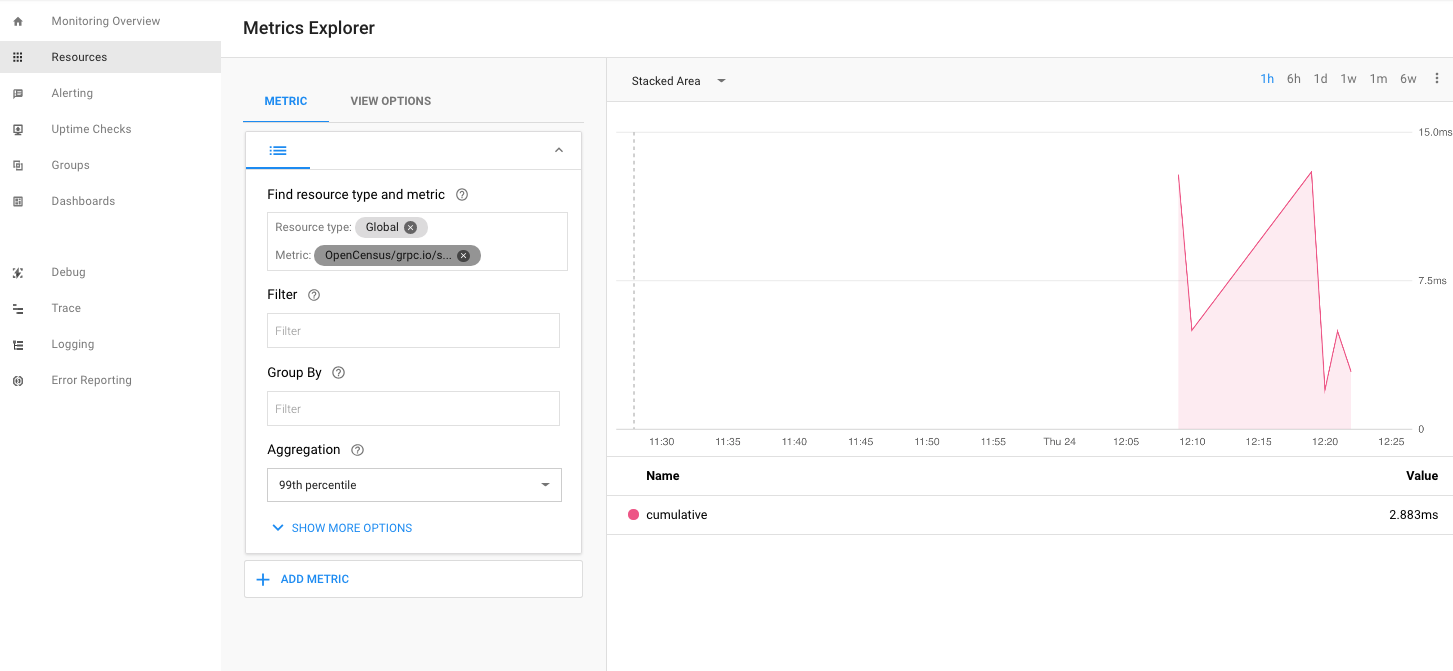 Monitoring Overview
Resources
Alerting
Uptime Checks
Groups
Dashboards
Debug
Trace
Logging
Error Reporting
Metrics Explorer
METRIC VIEW OPTIONS
Find resource type and metric ?
Resource type: Global
Metric: OpenCensus/grpc.io/s...
Filter ?
Filter
Group By ?
Filter
Aggregation ?
99th percentile
SHOW MORE OPTIONS
ADD METRIC
Stacked Area
1h 6h 1d 1w 1m 6w
15.0ms
7.5ms
0
11:30 11:35 11:40 11:45 11:50 11:55 Thu 24 12:05 12:10 12:15 12:20 12:25
Name Value
cumulative 2.883ms